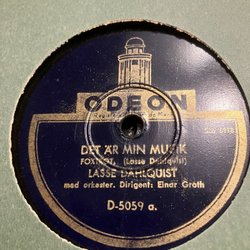 ODEON
DET ÄR MIN MUSIK
FOXTROT, (Lasse Dahlquist)
LASSE DAHLQUIST
med orkester. Dirigent: Einar Groth
D-5059 a.